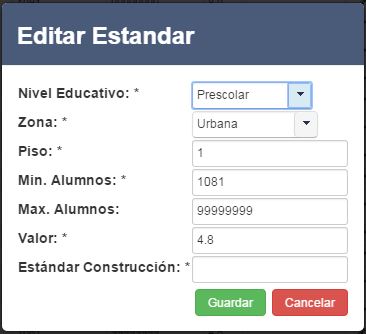 Editar Estandar
Nivel Educativo: * Prescolar
Zona: * Urbana
Piso: * 1
Min. Alumnos: * 1081
Max. Alumnos: 99999999
Valor: * 4.8
Estándar Construcción: *
Guardar Cancelar